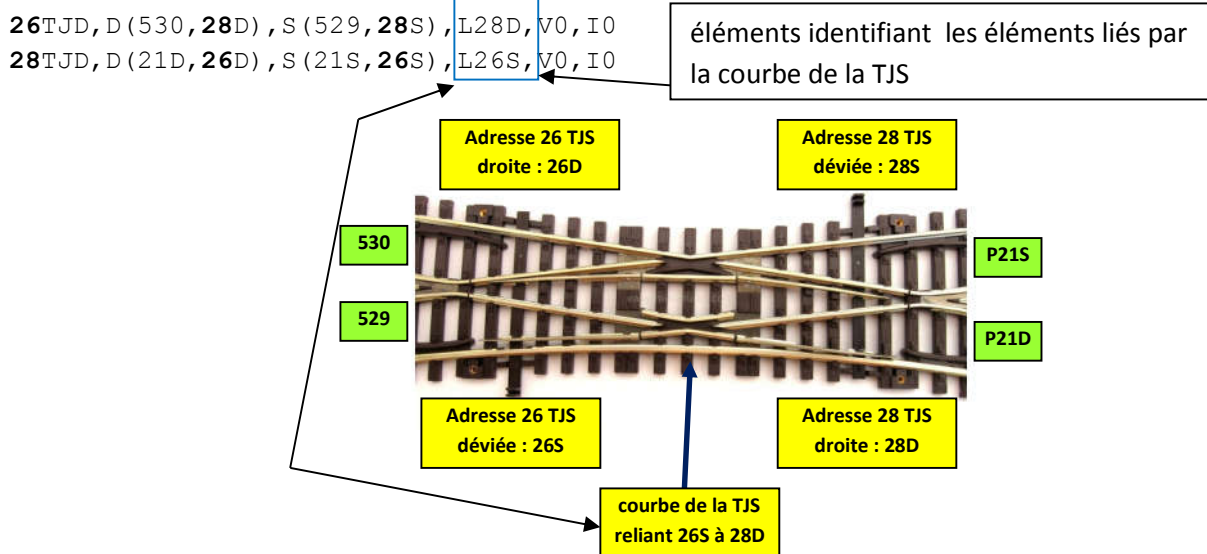 26TJD,D(530,28D),S(529,28S),L28D,V0,I0
28TJD,D(21D,26D),S(21S,26S),L26S,V0,I0
éléments identifiant les éléments liés par
la courbe de la TJS
Adresse 26 TJS
droite : 26D
Adresse 28 TJS
déviée : 28S
530
P21S
529
P21D
Adresse 26 TJS
déviée : 26S
Adresse 28 TJS
droite : 28D
courbe de la TJS
reliant 26S à 28D